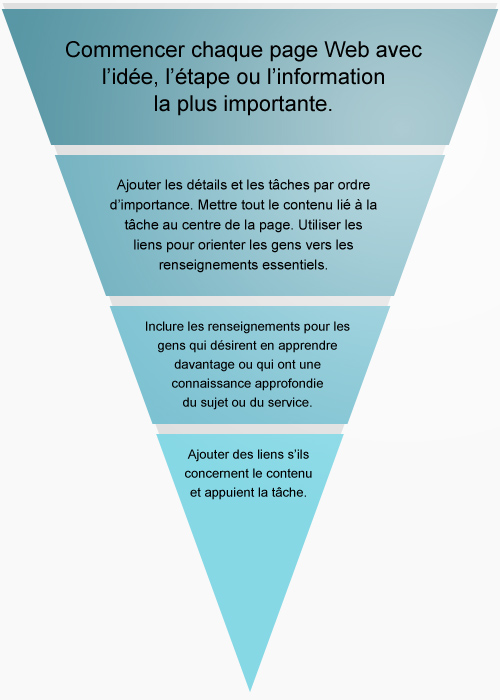 Commencer chaque page Web avec
l’idée, l’étape ou l’information
la plus importante.
Ajouter les détails et les tâches par ordre
d’importance. Mettre tout le contenu lié à la
tâche au centre de la page. Utiliser les
liens pour orienter les gens vers les
renseignements essentiels.
Inclure les renseignements pour les
gens qui désirent en apprendre
davantage ou qui ont une
connaissance approfondie
du sujet ou du service.
Ajouter des liens s’ils
concernent le contenu
et appuient la tâche.